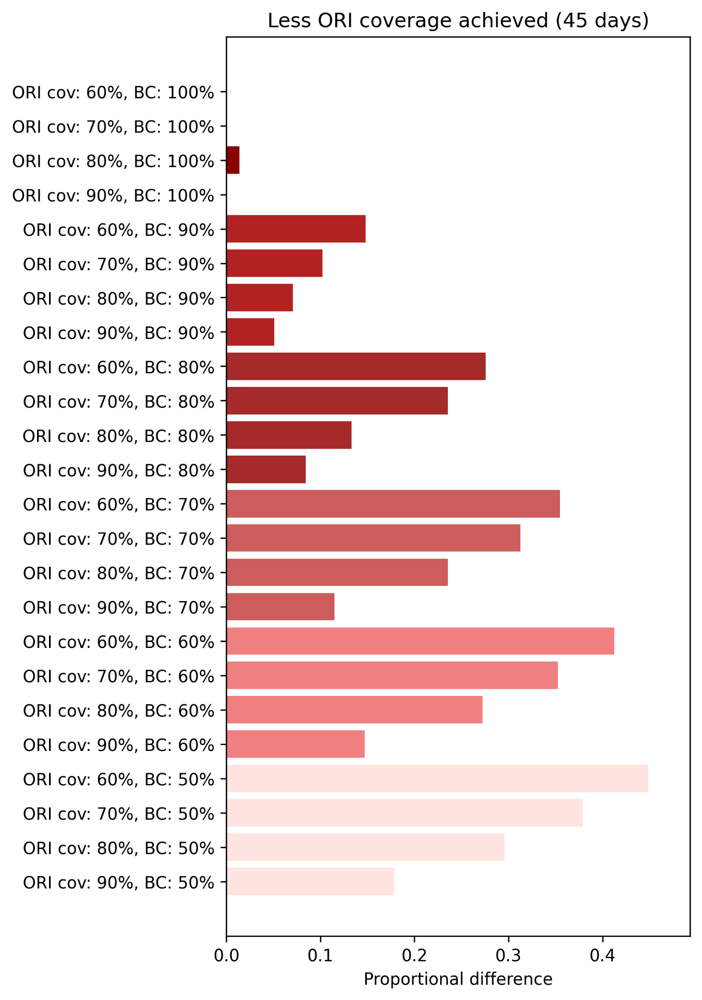 Less ORI coverage achieved (45 days)
ORI cov: 60%, BC: 100%
ORI cov: 70%, BC: 100%
ORI cov: 80%, BC: 100%
ORI cov: 90%, BC: 100%
ORI cov: 60%, BC: 90%
ORI cov: 70%, BC: 90%
ORI cov: 80%, BC: 90%
ORI cov: 90%, BC: 90%
ORI cov: 60%, BC: 80%
ORI cov: 70%, BC: 80%
ORI cov: 80%, BC: 80%
ORI cov: 90%, BC: 80%
ORI cov: 60%, BC: 70%
ORI cov: 70%, BC: 70%
ORI cov: 80%, BC: 70%
ORI cov: 90%, BC: 70%
ORI cov: 60%, BC: 60%
ORI cov: 70%, BC: 60%
ORI cov: 80%, BC: 60%
ORI cov: 90%, BC: 60%
ORI cov: 60%, BC: 50%
ORI cov: 70%, BC: 50%
ORI cov: 80%, BC: 50%
ORI cov: 90%, BC: 50%
0.0 0.1 0.2 0.3 0.4
Proportional difference